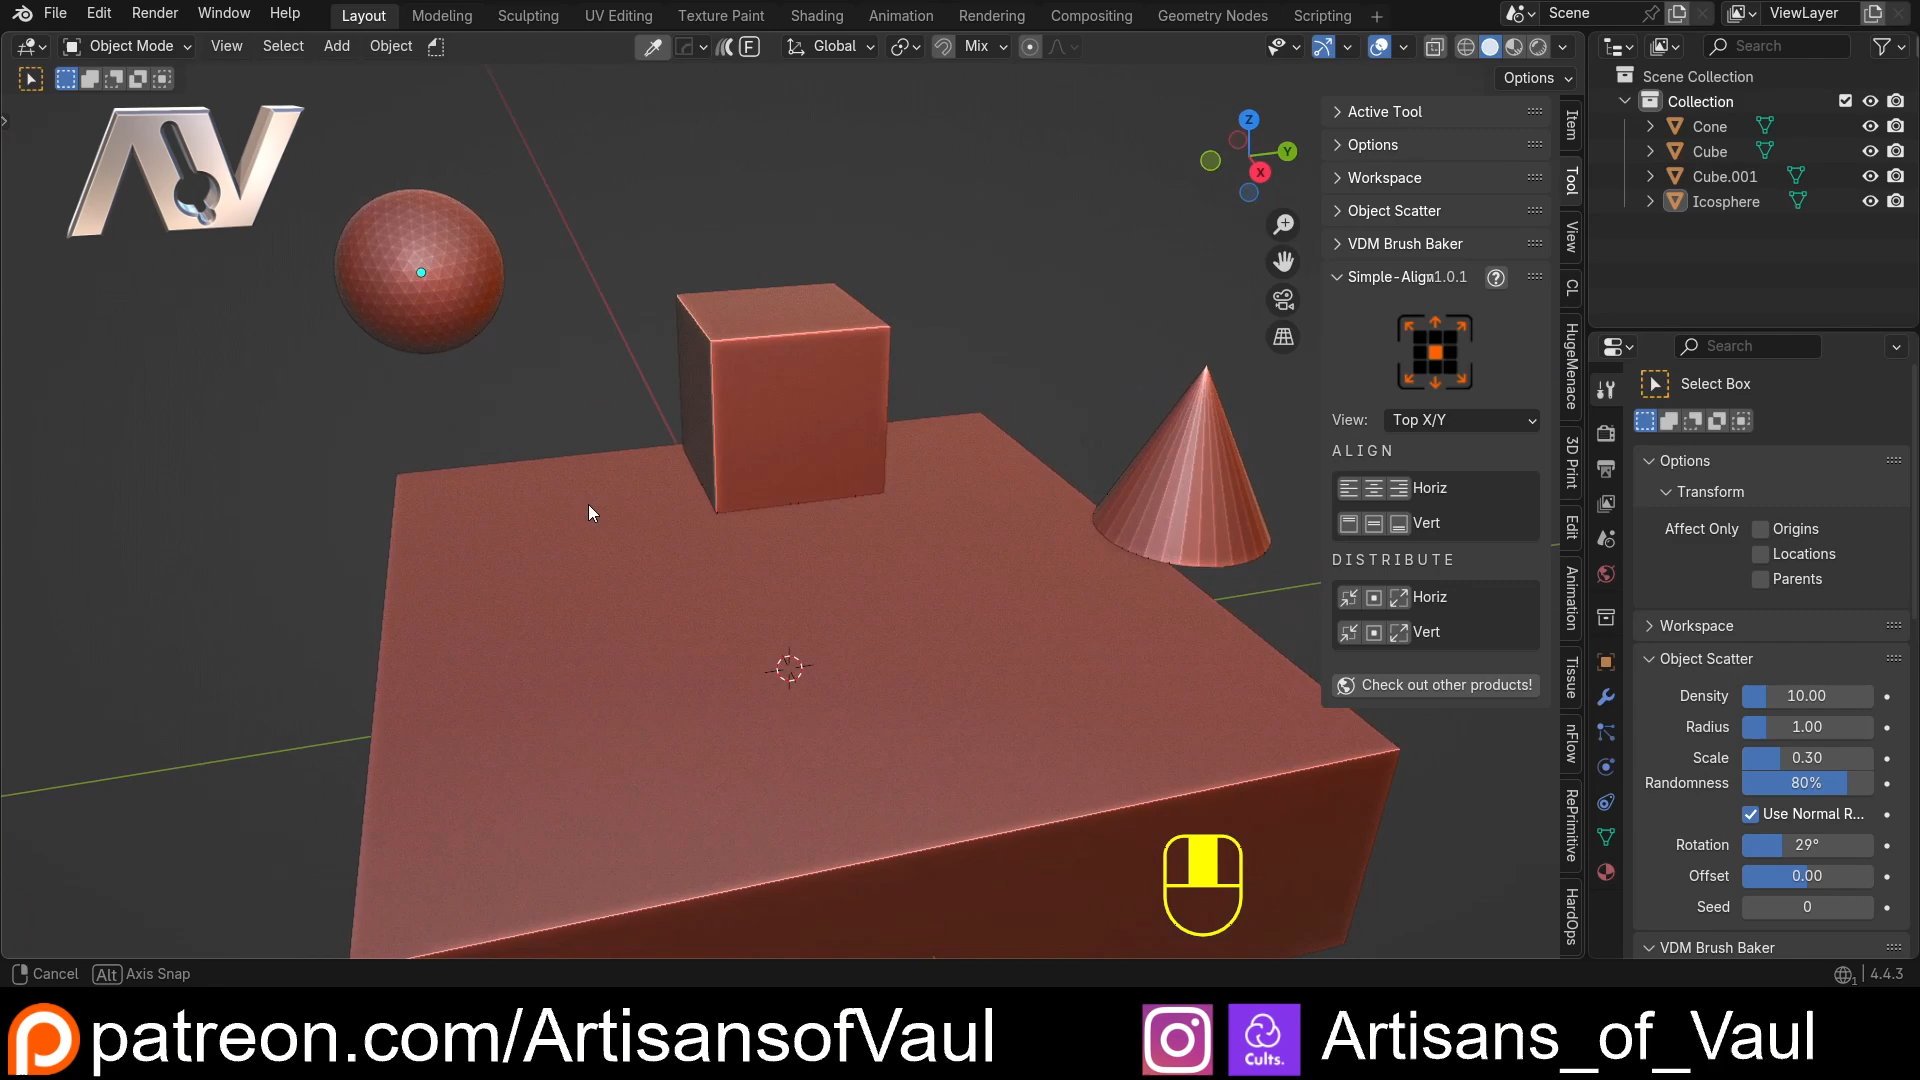 File Edit Render Window Help Layout Modeling Sculpting UV Editing Texture Paint Shading Animation Rendering Compositing Geometry Nodes Scripting + Scene ViewLayer
Object Mode View Select Add Object F Global Mix Search
Options
Z
Y
X
Active Tool
Options
Workspace
Object Scatter
VDM Brush Baker
Simple-Align v1.0.1
View: Top X/Y
ALIGN
Horiz
Vert
DISTRIBUTE
Horiz
Vert
Check out other products!
Item
Tool
View
CL
HugeMenace
3D Print
Edit
Animation
Tissue
nFlow
RePrimitive
HardOps
Scene Collection
Collection
Cone
Cube
Cube.001
Icosphere
Search
Select Box
Options
Transform
Affect Only Origins
Locations
Parents
Workspace
Object Scatter
Density 10.00
Radius 1.00
Scale 0.30
Randomness 80%
Use Normal R...
Rotation 29°
Offset 0.00
Seed 0
VDM Brush Baker
Cancel Alt Axis Snap 4.4.3
AV
patreon.com/ArtisansofVaul Cults. Artisans_of_Vaul